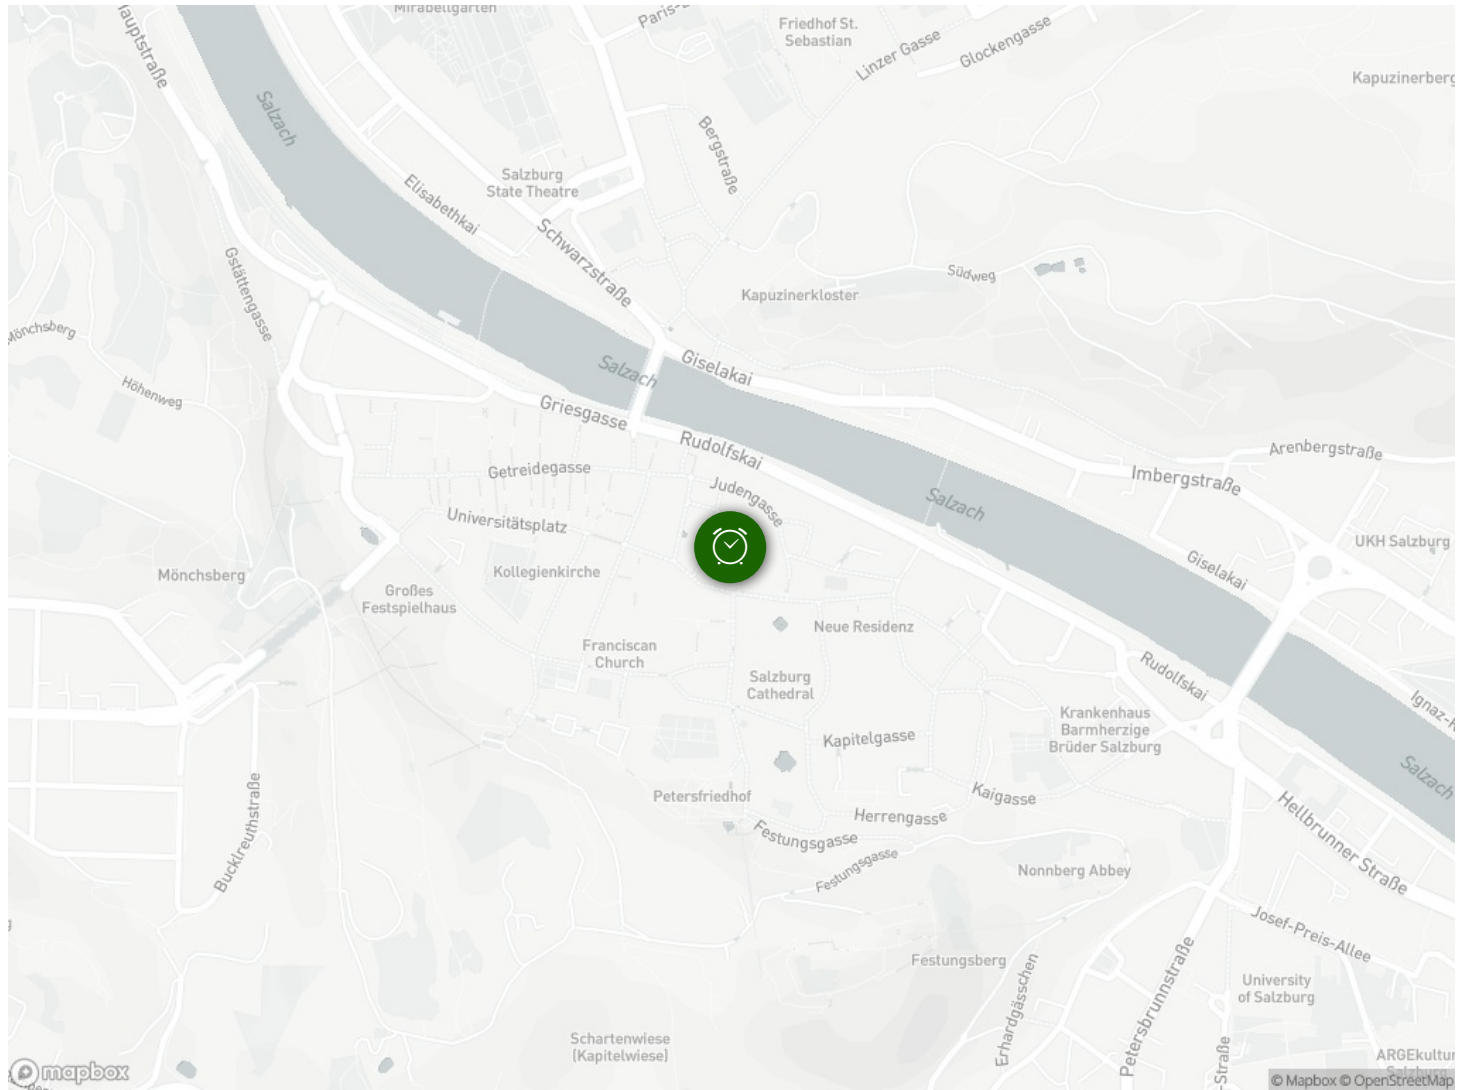 Mirabellgarten
Friedhof St.
Sebastian
Linzer Gasse
Glockengasse
Hauptstraße
Salzach
Bergstraße
Salzburg
State Theatre
Elisabethkai
Schwarzstraße
Gstättengasse
Südweg
Kapuzinerkloster
Mönchsberg
Höhenweg
Salzach
Giselakai
Griesgasse
Rudolfskai
Arenbergstraße
Imbergstraße
Getreidegasse
Judengasse
Salzach
Universitätsplatz
UKH Salzburg
Giselakai
Kollegienkirche
Mönchsberg
Großes
Festspielhaus
Neue Residenz
Franciscan
Church
Salzburg
Cathedral
Rudolfskai
Krankenhaus
Barmherzige
Brüder Salzburg
Kapitelgasse
Salzach
Petersfriedhof
Kaigasse
Herrengasse
Festungsgasse
Bucklreuthstraße
Hellbrunner Straße
Festungsgasse
Nonnberg Abbey
Josef-Preis-Allee
Festungsberg
Erhardgässchen
Petersbrunnstraße
University
of Salzburg
Schartenwiese
(Kapitelwiese)
mapbox
© Mapbox © OpenStreetMap